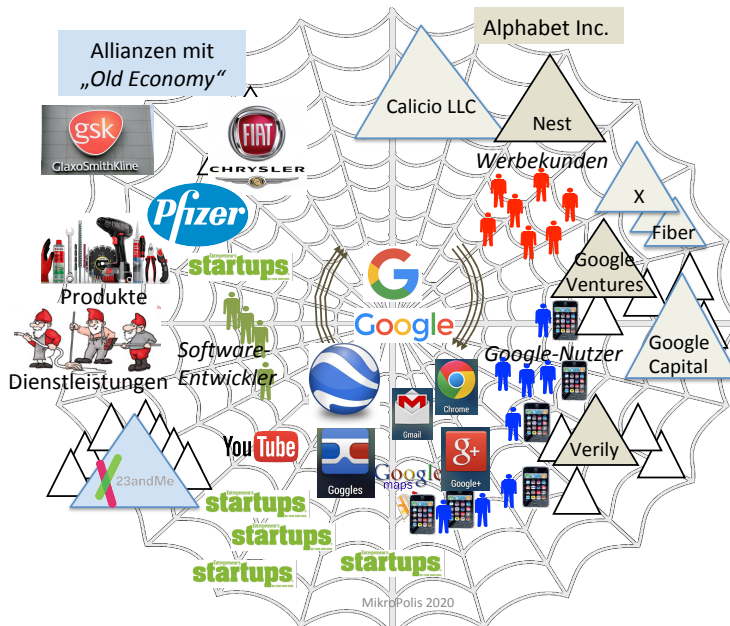 Allianzen mit
„Old Economy“
Alphabet Inc.
gsk
GlaxoSmithKline
FIAT
CHRYSLER
Calicio LLC
Nest
Pfizer
Werbekunden
X
Fiber
startups
Google
Ventures
Produkte
G
Google
Google
Capital
Software-
Entwickler
Google-Nutzer
Dienstleistungen
Chrome
Gmail
YouTube
Verily
23andMe
Goggles
Google
maps
g+
Google+
startups
startups
startups
startups
MikroPolis 2020